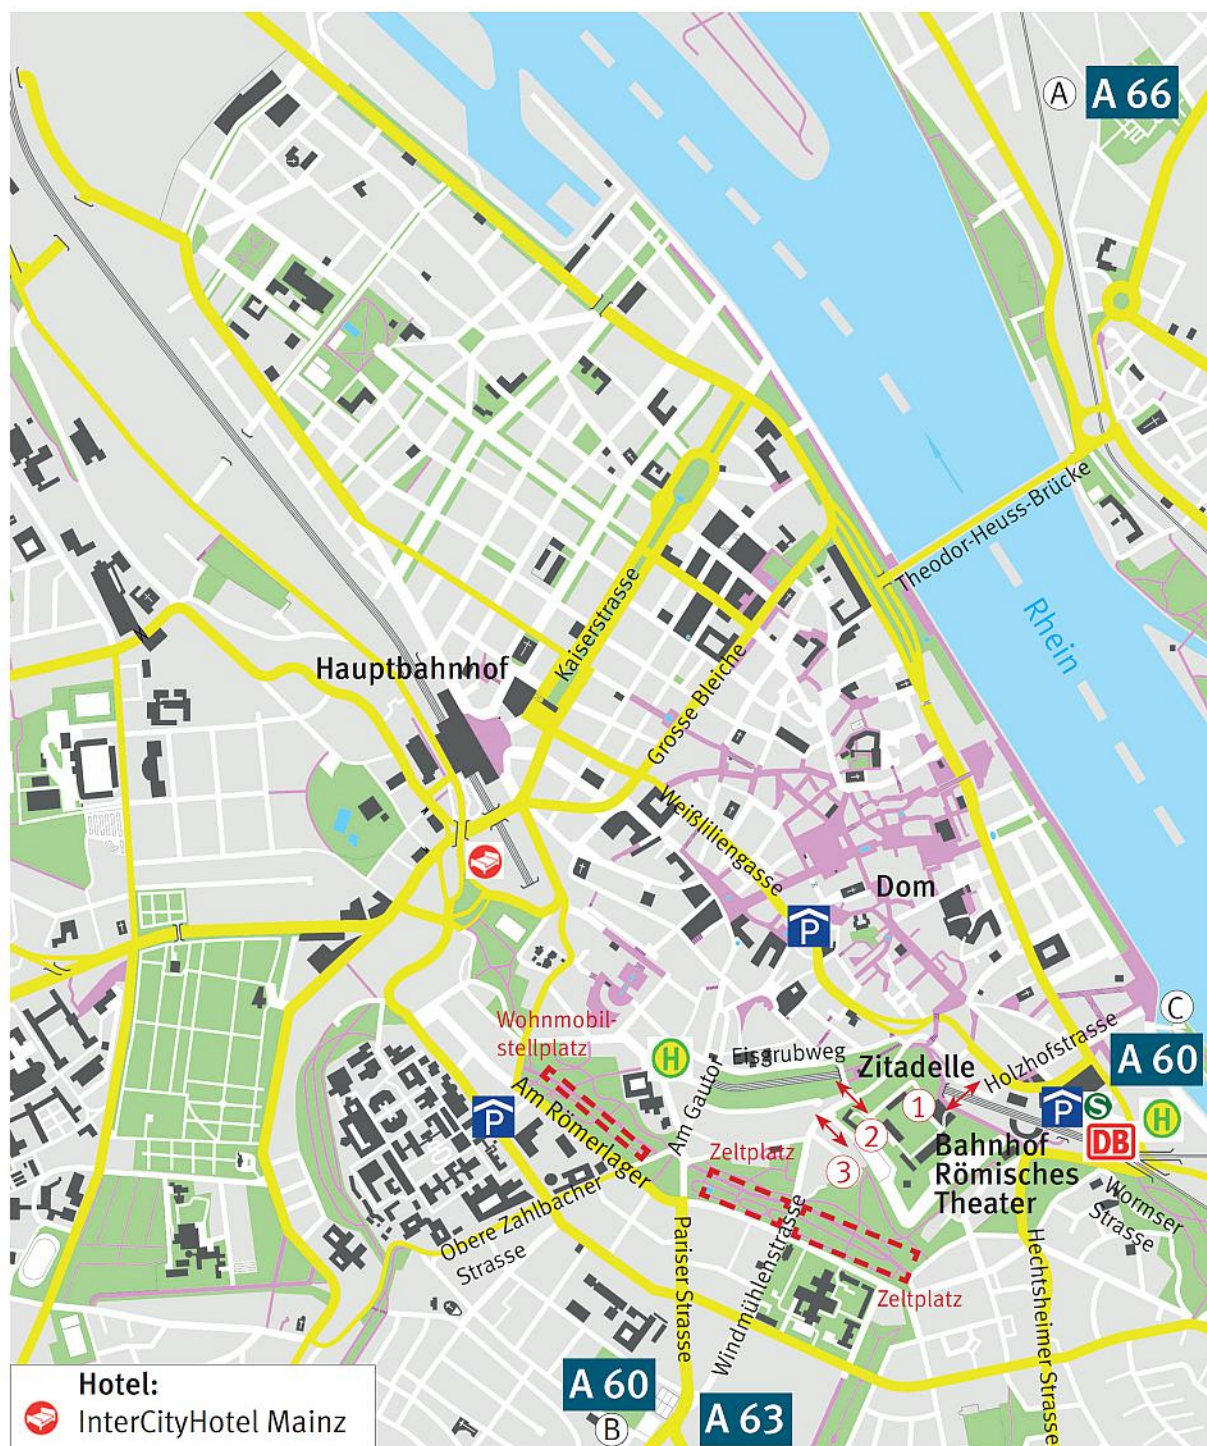 A
A 66
Theodor-Heuss-Brücke
Rhein
Kaiserstrasse
Hauptbahnhof
Grosse Bleiche
Weißliliengasse
Dom
P
C
Wohnmobil-
stellplatz
H
Eisgrubweg
Zitadelle
Holzhofstrasse
A 60
P
Am Römerlager
Am Gautor
1
P
S
H
2
Bahnhof
Römisches
Theater
DB
Zeltplatz
3
Obere Zahlbacher
Strasse
Wormser
Strasse
Pariser Strasse
Windmühlenstrasse
Zeltplatz
Hechtsheimer Strasse
Hotel:
InterCityHotel Mainz
A 60
B
A 63